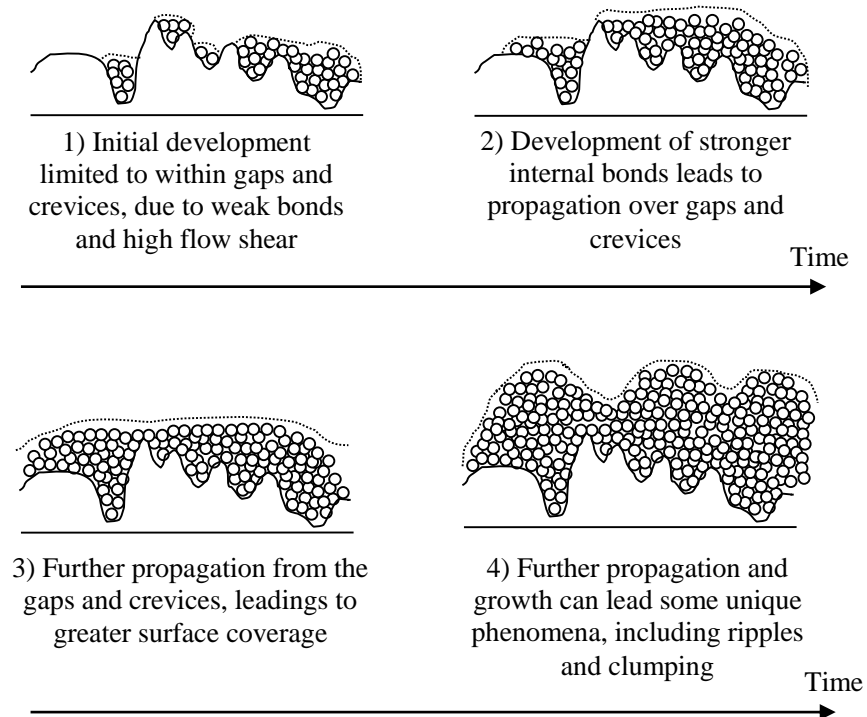 1) Initial development
limited to within gaps and
crevices, due to weak bonds
and high flow shear
2) Development of stronger
internal bonds leads to
propagation over gaps and
crevices
Time
3) Further propagation from the
gaps and crevices, leadings to
greater surface coverage
4) Further propagation and
growth can lead some unique
phenomena, including ripples
and clumping
Time